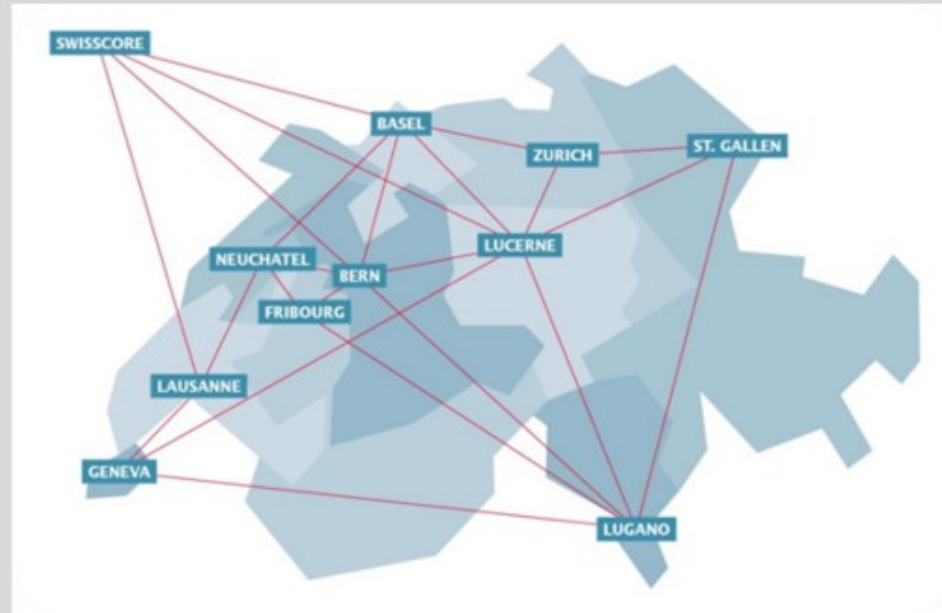 SWISSCORE
BASEL
ZURICH
ST. GALLEN
LUCERNE
NEUCHATEL
BERN
FRIBOURG
LAUSANNE
GENEVA
LUGANO